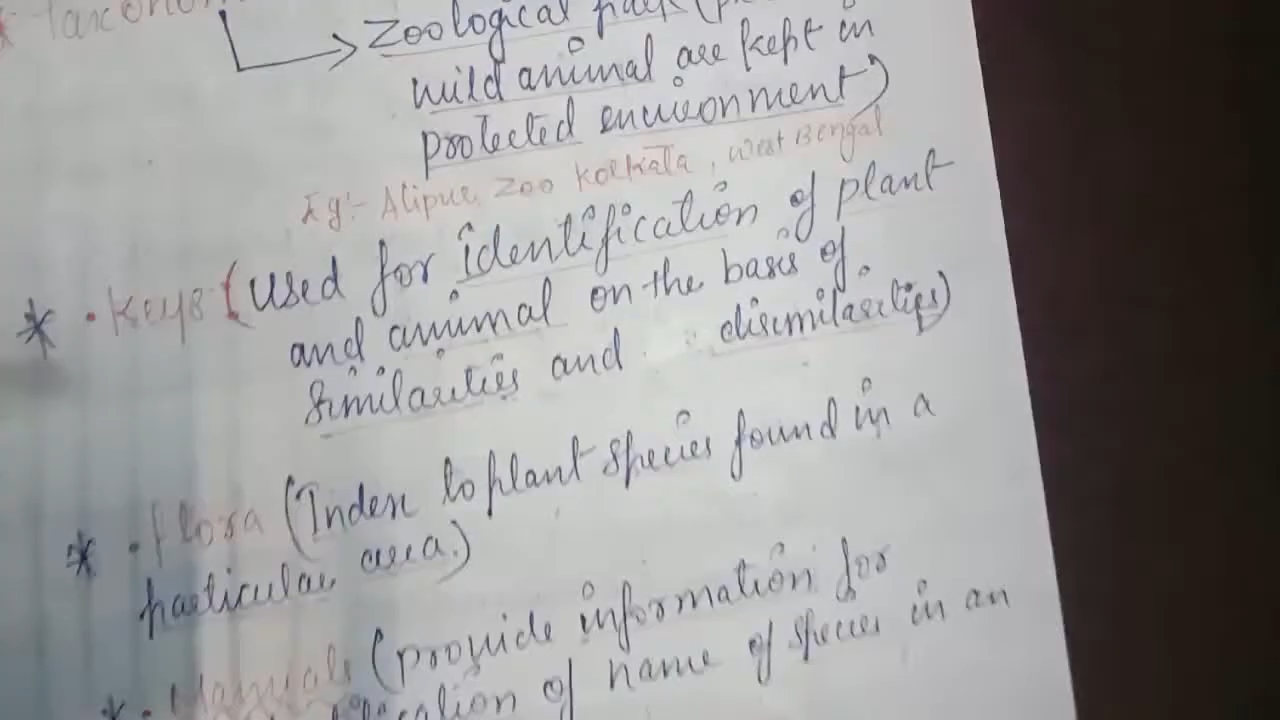 Zoological park (
wild animal are kept in
protected environment)
Eg:- Alipur, Zoo Kolkata, West Bengal
* • Keys (used for identification of plant
and animal on the basis of
similarities and disimilarities)
* • flora (Index to plant species found in a
particular area.)
* • Manuals (provide information for
of name of species in an